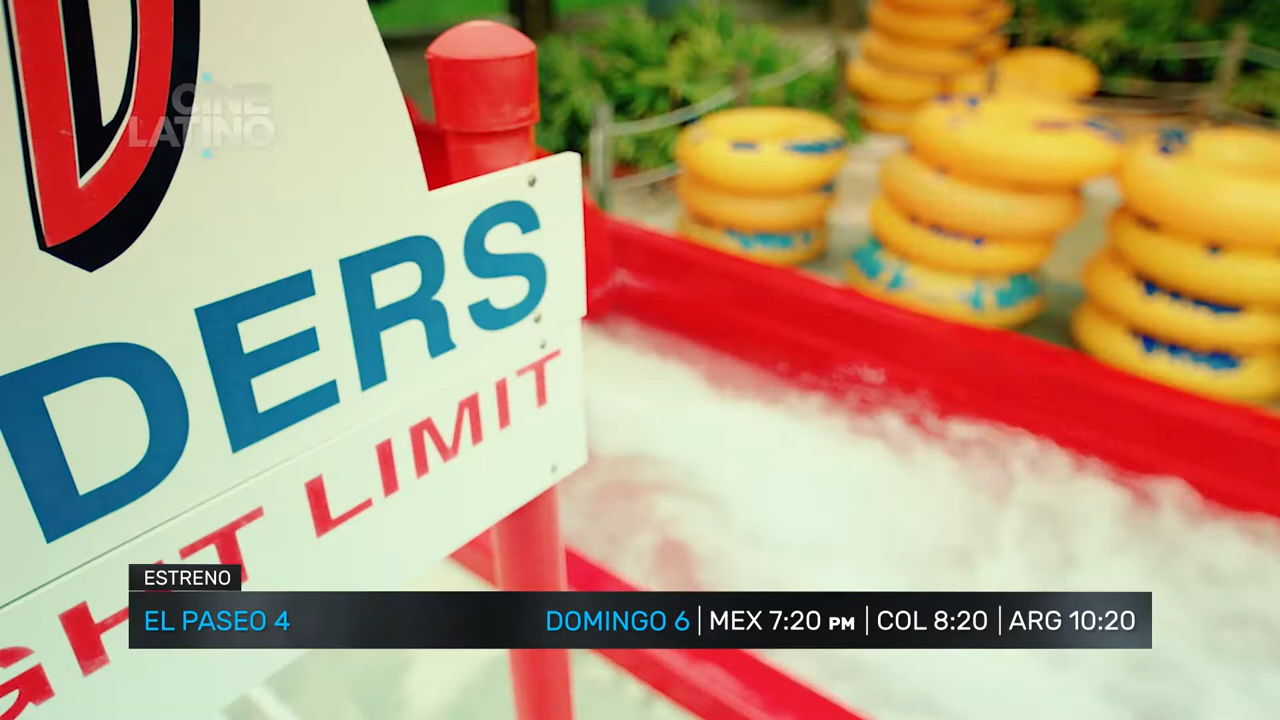 D
CINE
LATINO
DERS
GHT LIMIT
ESTRENO
EL PASEO 4
DOMINGO 6 | MEX 7:20 PM | COL 8:20 | ARG 10:20